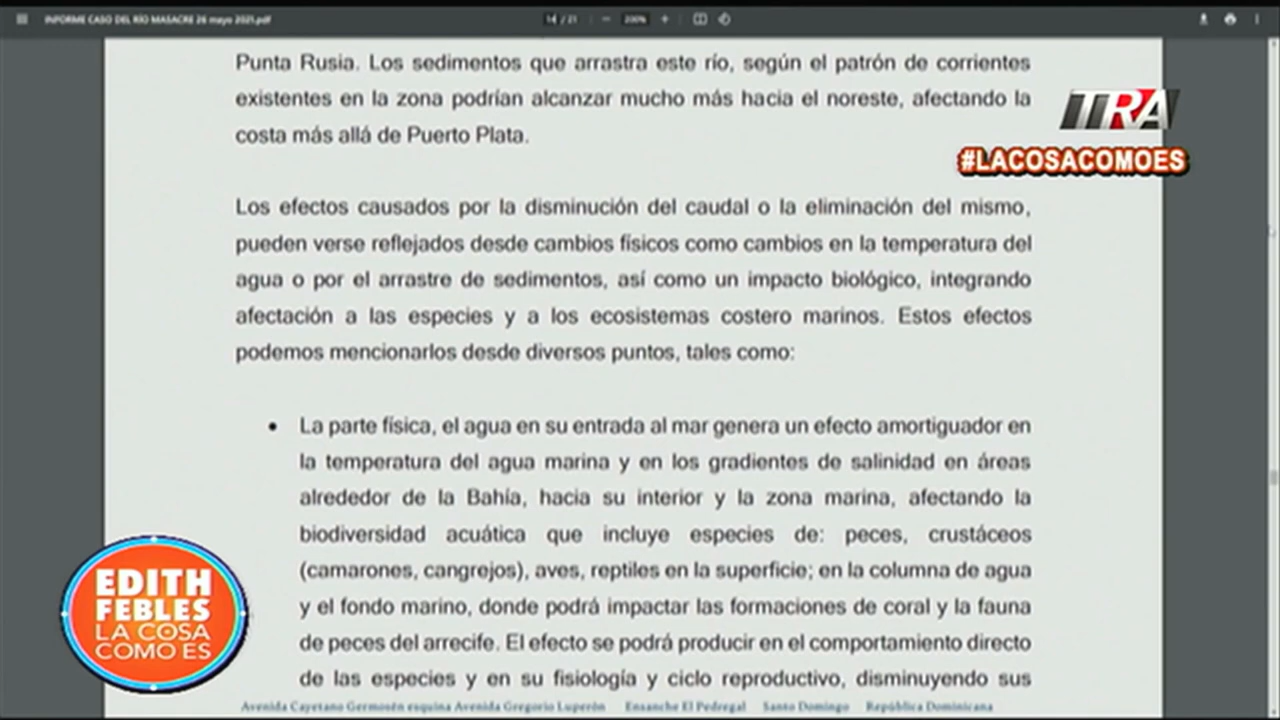 INFORME CASO DEL RÍO MASACRE 26 mayo 2021.pdf
14 / 21
200%
TRA
#LACOSACOMOES
Punta Rusia. Los sedimentos que arrastra este río, según el patrón de corrientes
existentes en la zona podrían alcanzar mucho más hacia el noreste, afectando la
costa más allá de Puerto Plata.
Los efectos causados por la disminución del caudal o la eliminación del mismo,
pueden verse reflejados desde cambios físicos como cambios en la temperatura del
agua o por el arrastre de sedimentos, así como un impacto biológico, integrando
afectación a las especies y a los ecosistemas costero marinos. Estos efectos
podemos mencionarlos desde diversos puntos, tales como:
• La parte física, el agua en su entrada al mar genera un efecto amortiguador en
la temperatura del agua marina y en los gradientes de salinidad en áreas
alrededor de la Bahía, hacia su interior y la zona marina, afectando la
biodiversidad acuática que incluye especies de: peces, crustáceos
(camarones, cangrejos), aves, reptiles en la superficie; en la columna de agua
y el fondo marino, donde podrá impactar las formaciones de coral y la fauna
de peces del arrecife. El efecto se podrá producir en el comportamiento directo
de las especies y en su fisiología y ciclo reproductivo, disminuyendo sus
EDITH
FEBLES
LA COSA
COMO ES
Avenida Cayetano Germosén esquina Avenida Gregorio Luperón Ensanche El Pedregal Santo Domingo República Dominicana